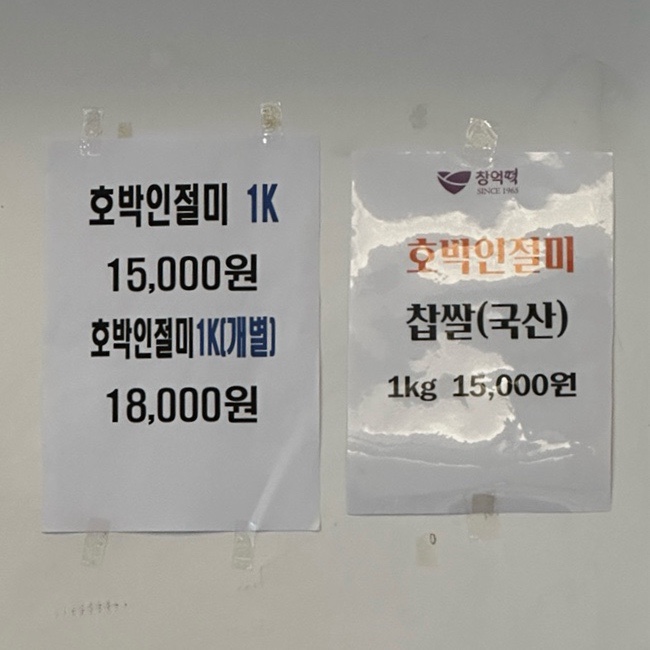 호박인절미 1K
15,000원
호박인절미1K(개별)
18,000원
창억떡
SINCE 1965
호박인절미
찹쌀(국산)
1kg 15,000원